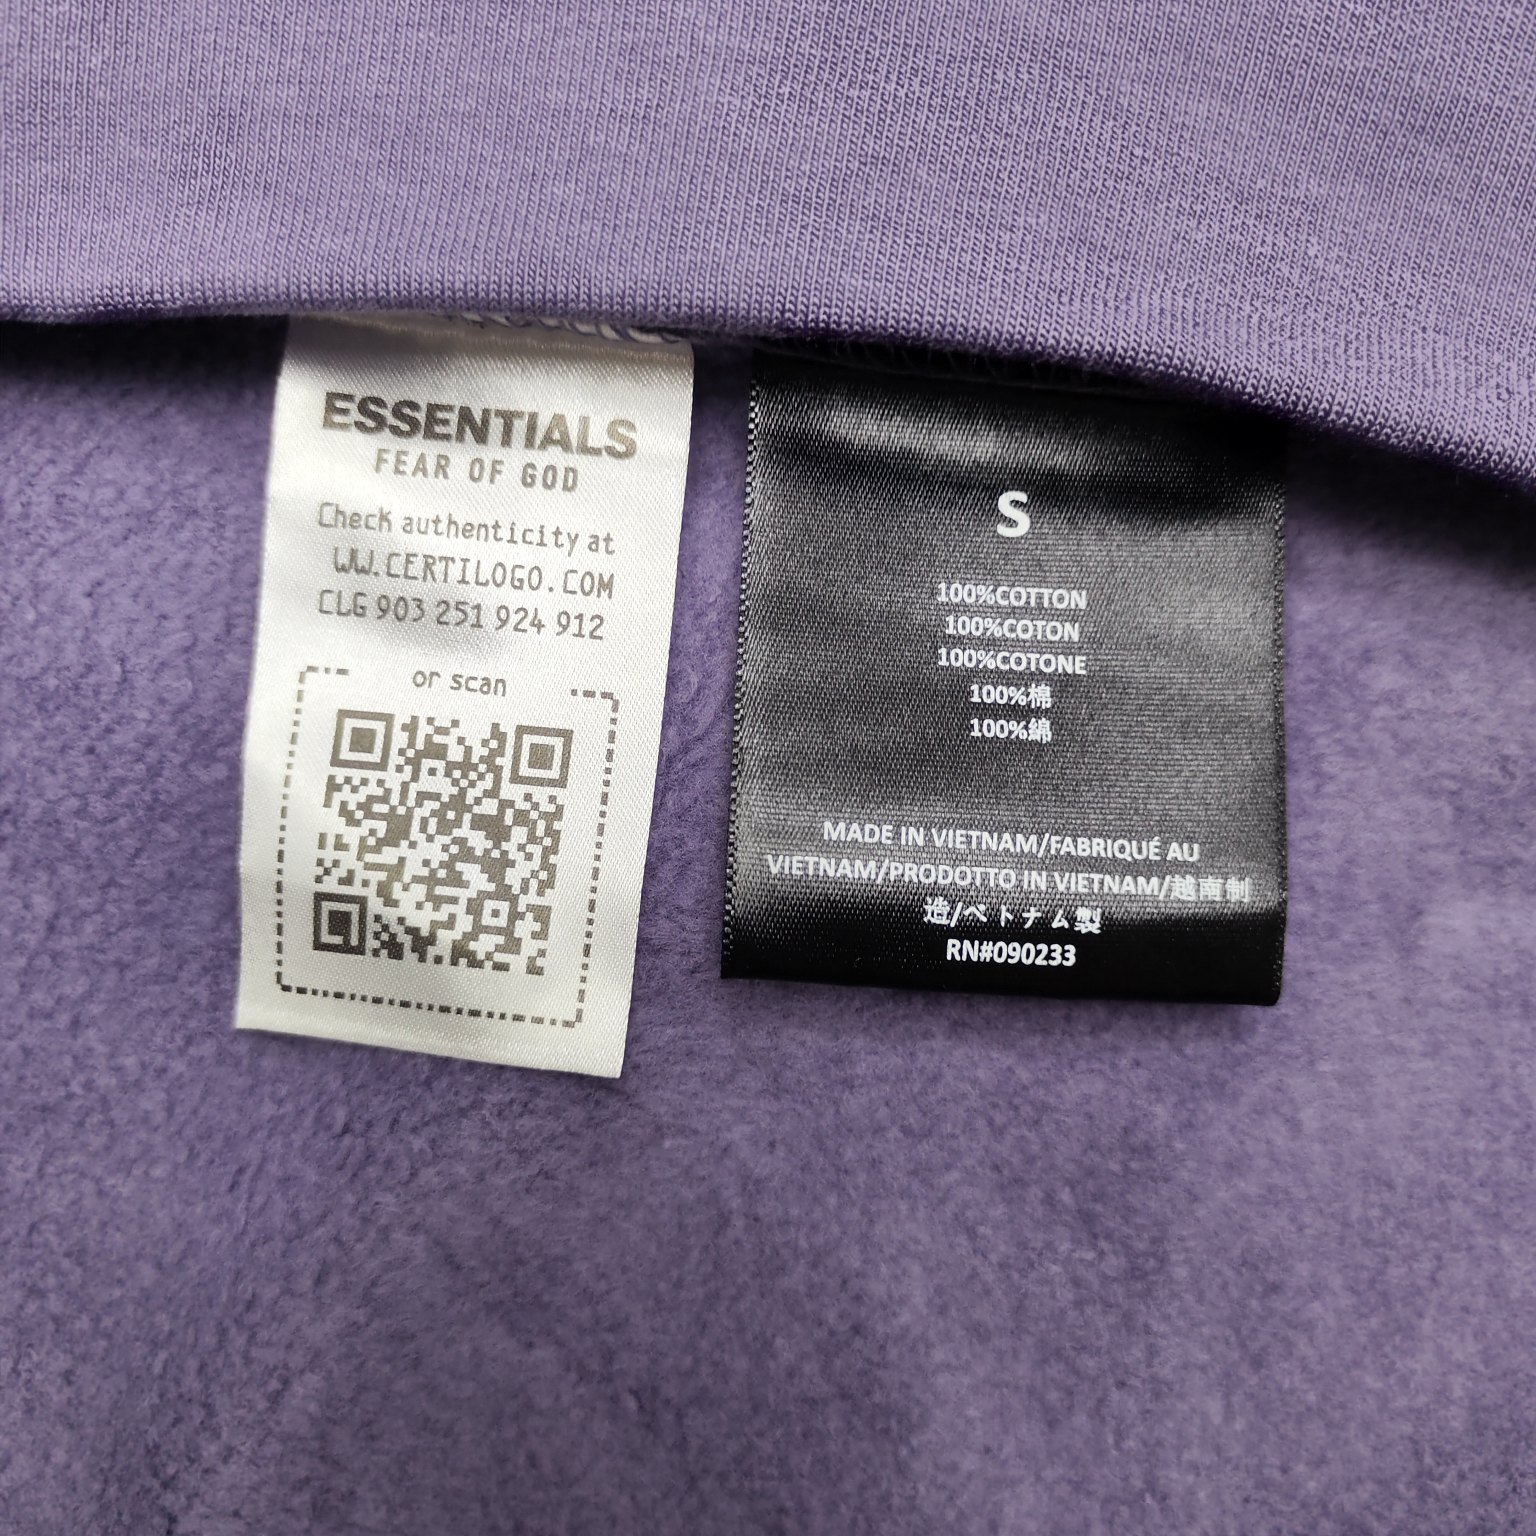 ESSENTIALS
FEAR OF GOD
Check authenticity at
WW.CERTILOGO.COM
CLG 903 251 924 912
or scan
S
100%COTTON
100%COTON
100%COTONE
100%棉
100%綿
MADE IN VIETNAM/FABRIQUÉ AU
VIETNAM/PRODOTTO IN VIETNAM/越南制
造/ベトナム製
RN#090233